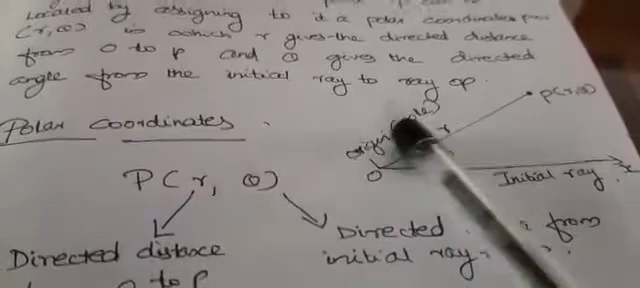 Located by assigning to it a polar coordinates
(r, θ) in which r gives the directed distance
from O to P and θ gives the directed
angle from the initial ray to ray OP.
P(r, θ)
Polar Coordinates.
r
O
Initial ray
x
P(r, θ)
Directed distance
O to P
Directed from
initial ray